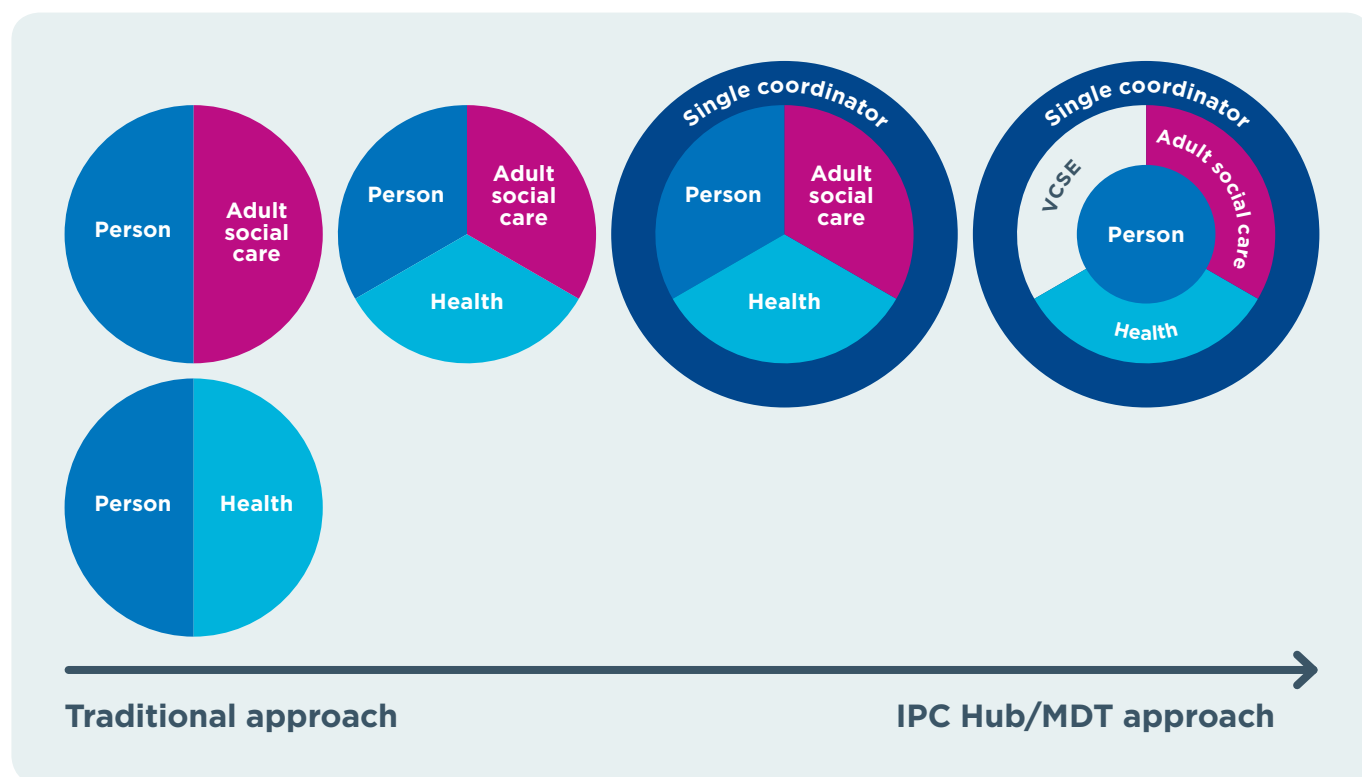 Person
Adult
social
care
Person
Health
Person
Adult
social
care
Health
Single coordinator
Person
Adult
social
care
Health
Single coordinator
VCSE
Adult social care
Person
Health
Traditional approach
IPC Hub/MDT approach